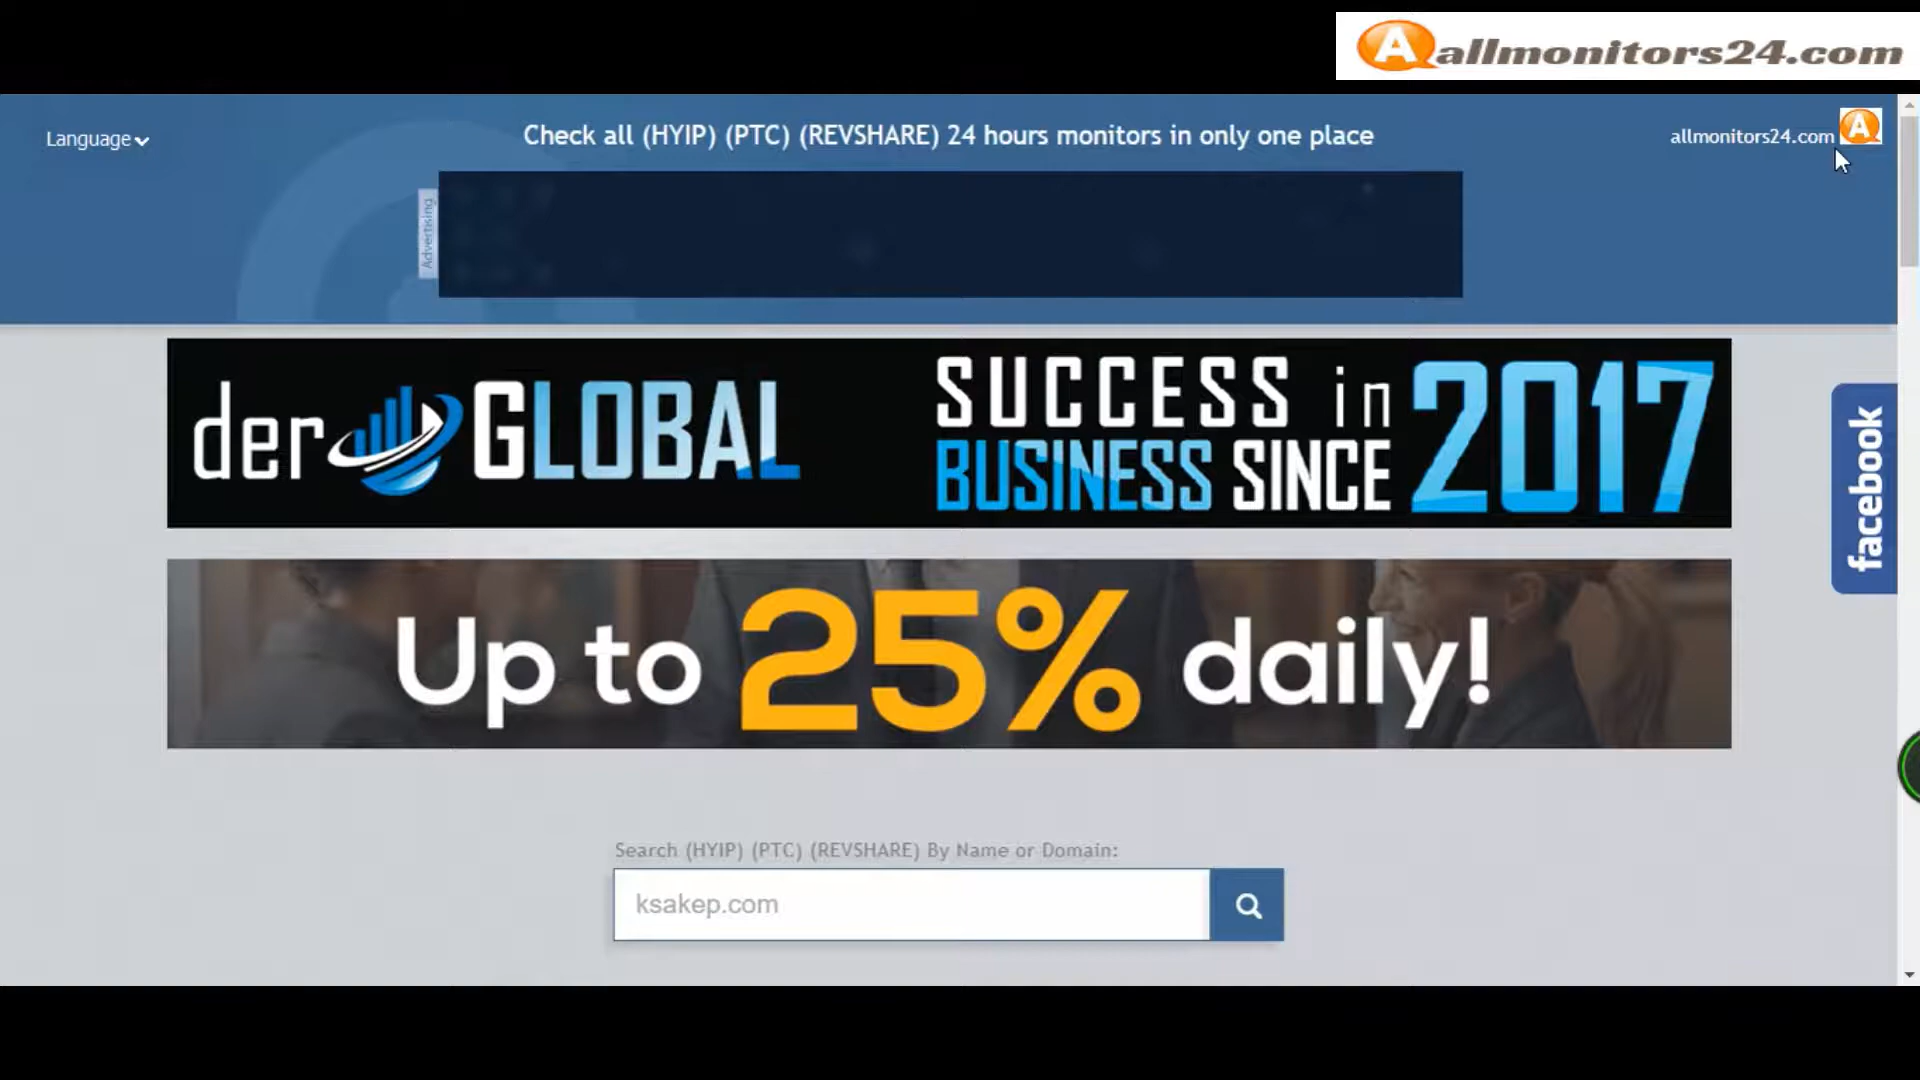 A allmonitors24.com
Language
Check all (HYIP) (PTC) (REVSHARE) 24 hours monitors in only one place
allmonitors24.com A
Advertising
der GLOBAL
SUCCESS in
BUSINESS SINCE
2017
facebook
Up to 25% daily!
Search (HYIP) (PTC) (REVSHARE) By Name or Domain:
ksakep.com